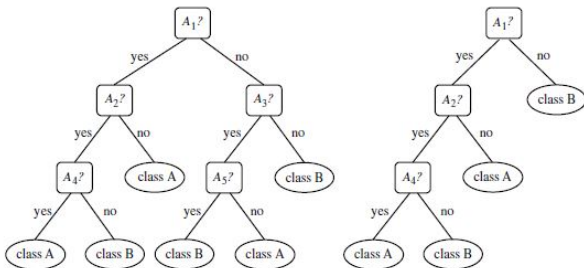 A₁? A₁?
yes no yes no
A₂? A₃? A₂? class B
yes no yes no yes no
A₄? class A A₅? class B A₄? class A
yes no yes no yes no
class A class B class B class A class A class B